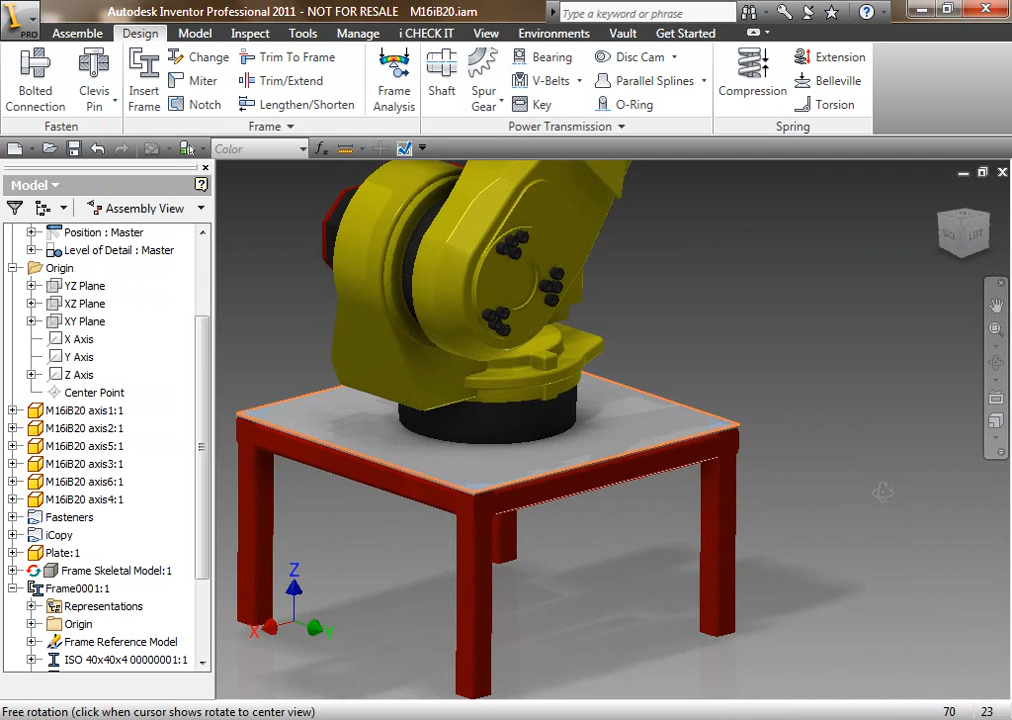 Autodesk Inventor Professional 2011 - NOT FOR RESALE M16iB20.iam
Type a keyword or phrase
PRO
Assemble Design Model Inspect Tools Manage i CHECK IT View Environments Vault Get Started
Bolted Connection
Clevis Pin
Insert Frame
Change
Miter
Notch
Trim To Frame
Trim/Extend
Lengthen/Shorten
Frame Analysis
Shaft
Spur Gear
Bearing
V-Belts
Key
Disc Cam
Parallel Splines
O-Ring
Compression
Extension
Belleville
Torsion
Fasten
Frame
Power Transmission
Spring
Color
Model
Assembly View
Position : Master
Level of Detail : Master
Origin
YZ Plane
XZ Plane
XY Plane
X Axis
Y Axis
Z Axis
Center Point
M16iB20 axis1:1
M16iB20 axis2:1
M16iB20 axis5:1
M16iB20 axis3:1
M16iB20 axis6:1
M16iB20 axis4:1
Fasteners
iCopy
Plate:1
Frame Skeletal Model:1
Frame0001:1
Representations
Origin
Frame Reference Model
ISO 40x40x4 00000001:1
BACK LEFT
Z
X
Y
Free rotation (click when cursor shows rotate to center view)
70 23